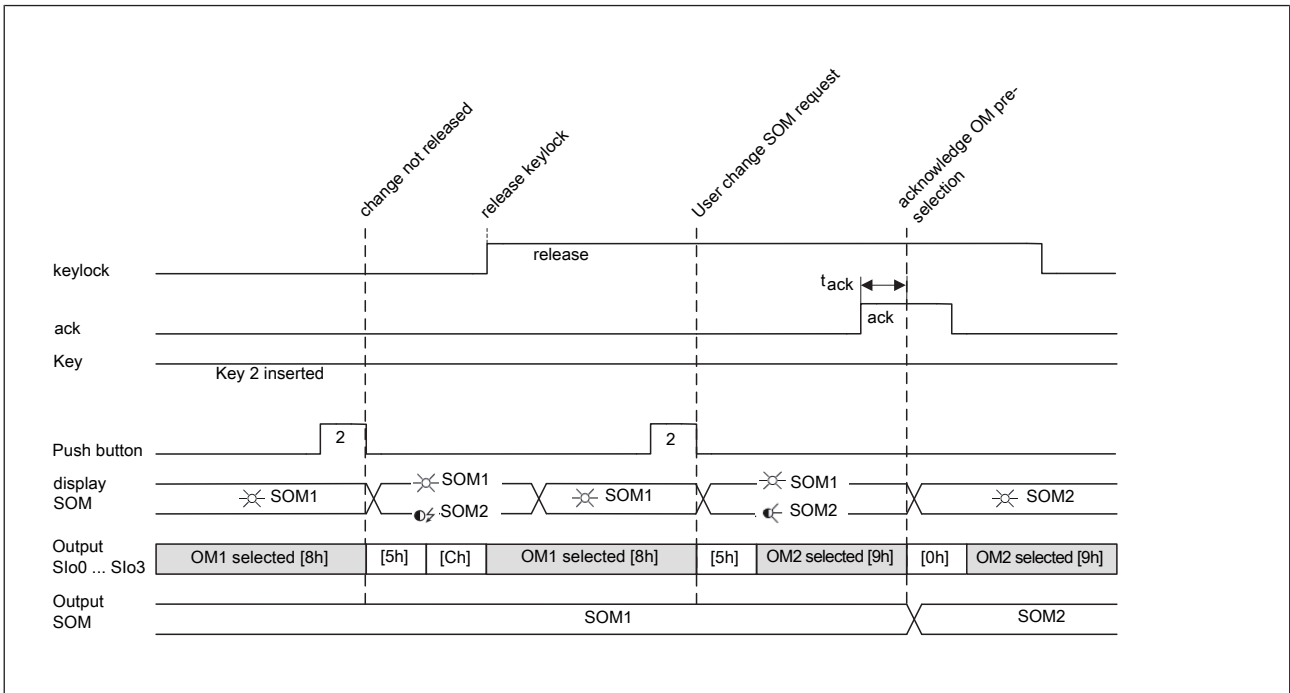 change not released
release keylock
User change SOM request
acknowledge OM pre-
selection
keylock
release
tack
ack
ack
Key
Key 2 inserted
Push button
2
2
display
SOM
SOM1
SOM1
SOM2
SOM1
SOM1
SOM2
SOM2
Output
SIo0 ... SIo3
OM1 selected [8h]
[5h]
[Ch]
OM1 selected [8h]
[5h]
OM2 selected [9h]
[0h]
OM2 selected [9h]
Output
SOM
SOM1
SOM2